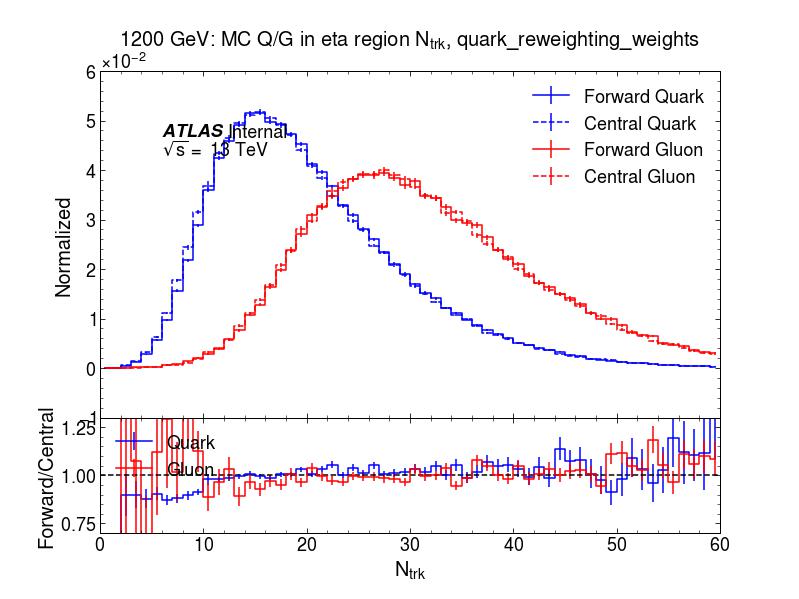 1200 GeV: MC Q/G in eta region N_trk, quark_reweighting_weights
×10⁻²
6
5
4
3
2
1
0
−1
Normalized
ATLAS Internal
√s = 13 TeV
Forward Quark
Central Quark
Forward Gluon
Central Gluon
1.25
1.00
0.75
Forward/Central
Quark
Gluon
0 10 20 30 40 50 60
N_trk